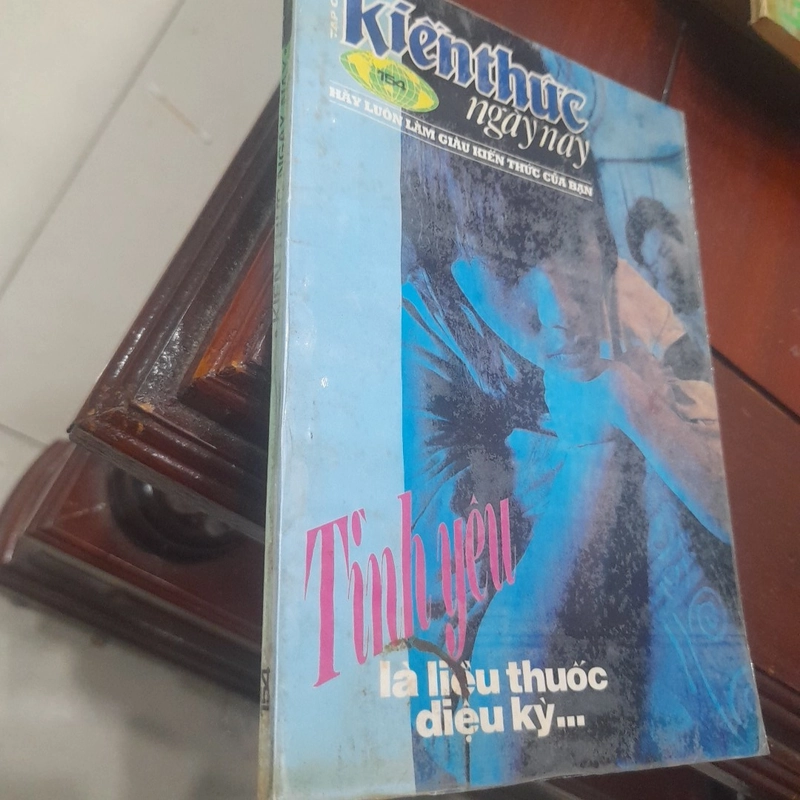 Kiến thức
154
ngày nay
HÃY LUÔN LÀM GIÀU KIẾN THỨC CỦA BẠN
Tình yêu
là liều thuốc
diệu kỳ...
154